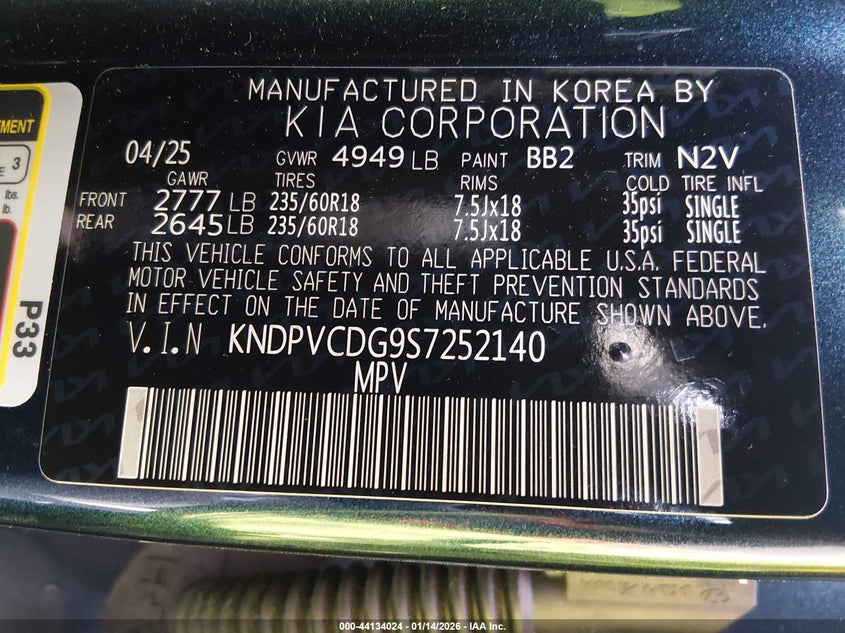 MANUFACTURED IN KOREA BY
KIA CORPORATION
04/25 GVWR 4949 LB PAINT BB2 TRIM N2V
GAWR TIRES RIMS COLD TIRE INFL
FRONT 2777 LB 235/60R18 7.5Jx18 35psi SINGLE
REAR 2645 LB 235/60R18 7.5Jx18 35psi SINGLE
THIS VEHICLE CONFORMS TO ALL APPLICABLE U.S.A. FEDERAL
MOTOR VEHICLE SAFETY AND THEFT PREVENTION STANDARDS
IN EFFECT ON THE DATE OF MANUFACTURE SHOWN ABOVE.
V.I.N KNDPVCDG9S7252140
MPV
3
lbs.
lb.
P33
000-44134024 - 01/14/2026 - IAA, Inc.